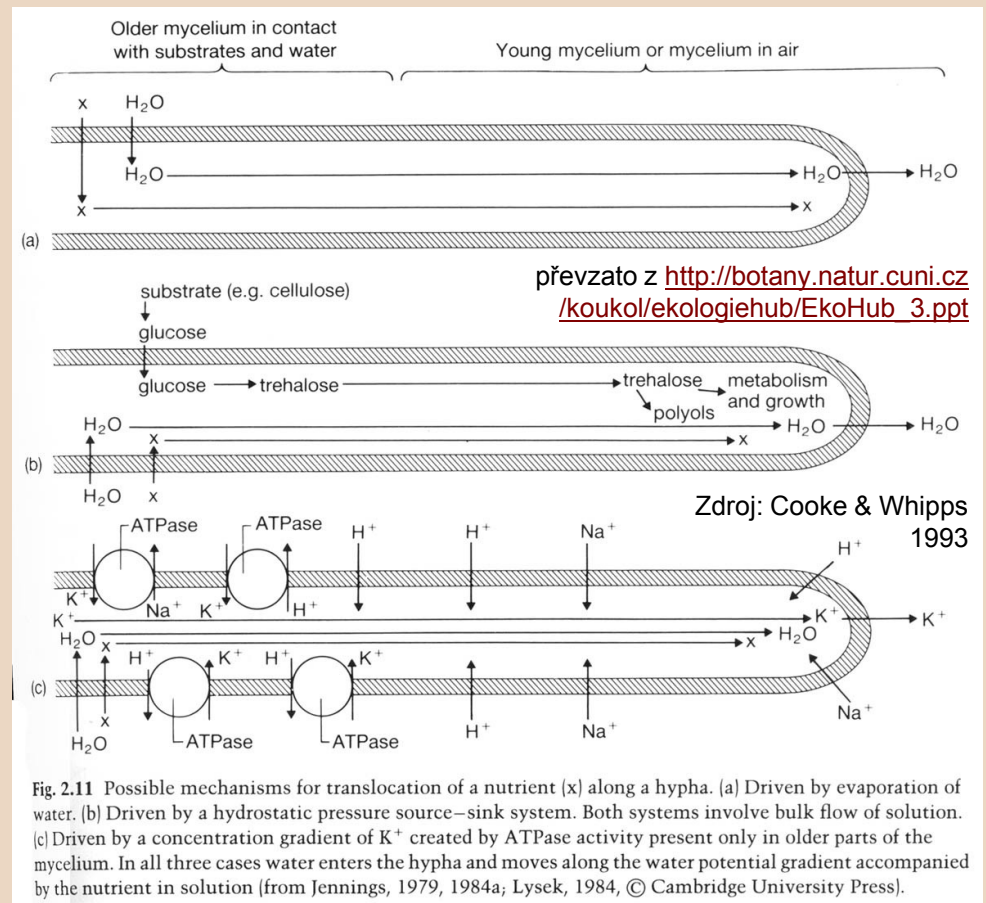 Older mycelium in contact
with substrates and water
Young mycelium or mycelium in air
x H₂O
H₂O H₂O H₂O
x x
(a)
převzato z http://botany.natur.cuni.cz
/koukol/ekologiehub/EkoHub_3.ppt
substrate (e.g. cellulose)
glucose
glucose trehalose trehalose metabolism
and growth
polyols
H₂O H₂O H₂O
x x
(b)
H₂O x
Zdroj: Cooke & Whipps
1993
ATPase ATPase H⁺ H⁺ Na⁺ H⁺
K⁺ Na⁺ K⁺ H⁺
K⁺ K⁺ K⁺
H₂O H₂O
x x
H⁺ K⁺ H⁺ K⁺
(c)
x Na⁺
H₂O ATPase ATPase H⁺ Na⁺
Fig. 2.11 Possible mechanisms for translocation of a nutrient (x) along a hypha. (a) Driven by evaporation of
water. (b) Driven by a hydrostatic pressure source–sink system. Both systems involve bulk flow of solution.
(c) Driven by a concentration gradient of K⁺ created by ATPase activity present only in older parts of the
mycelium. In all three cases water enters the hypha and moves along the water potential gradient accompanied
by the nutrient in solution (from Jennings, 1979, 1984a; Lysek, 1984, © Cambridge University Press).